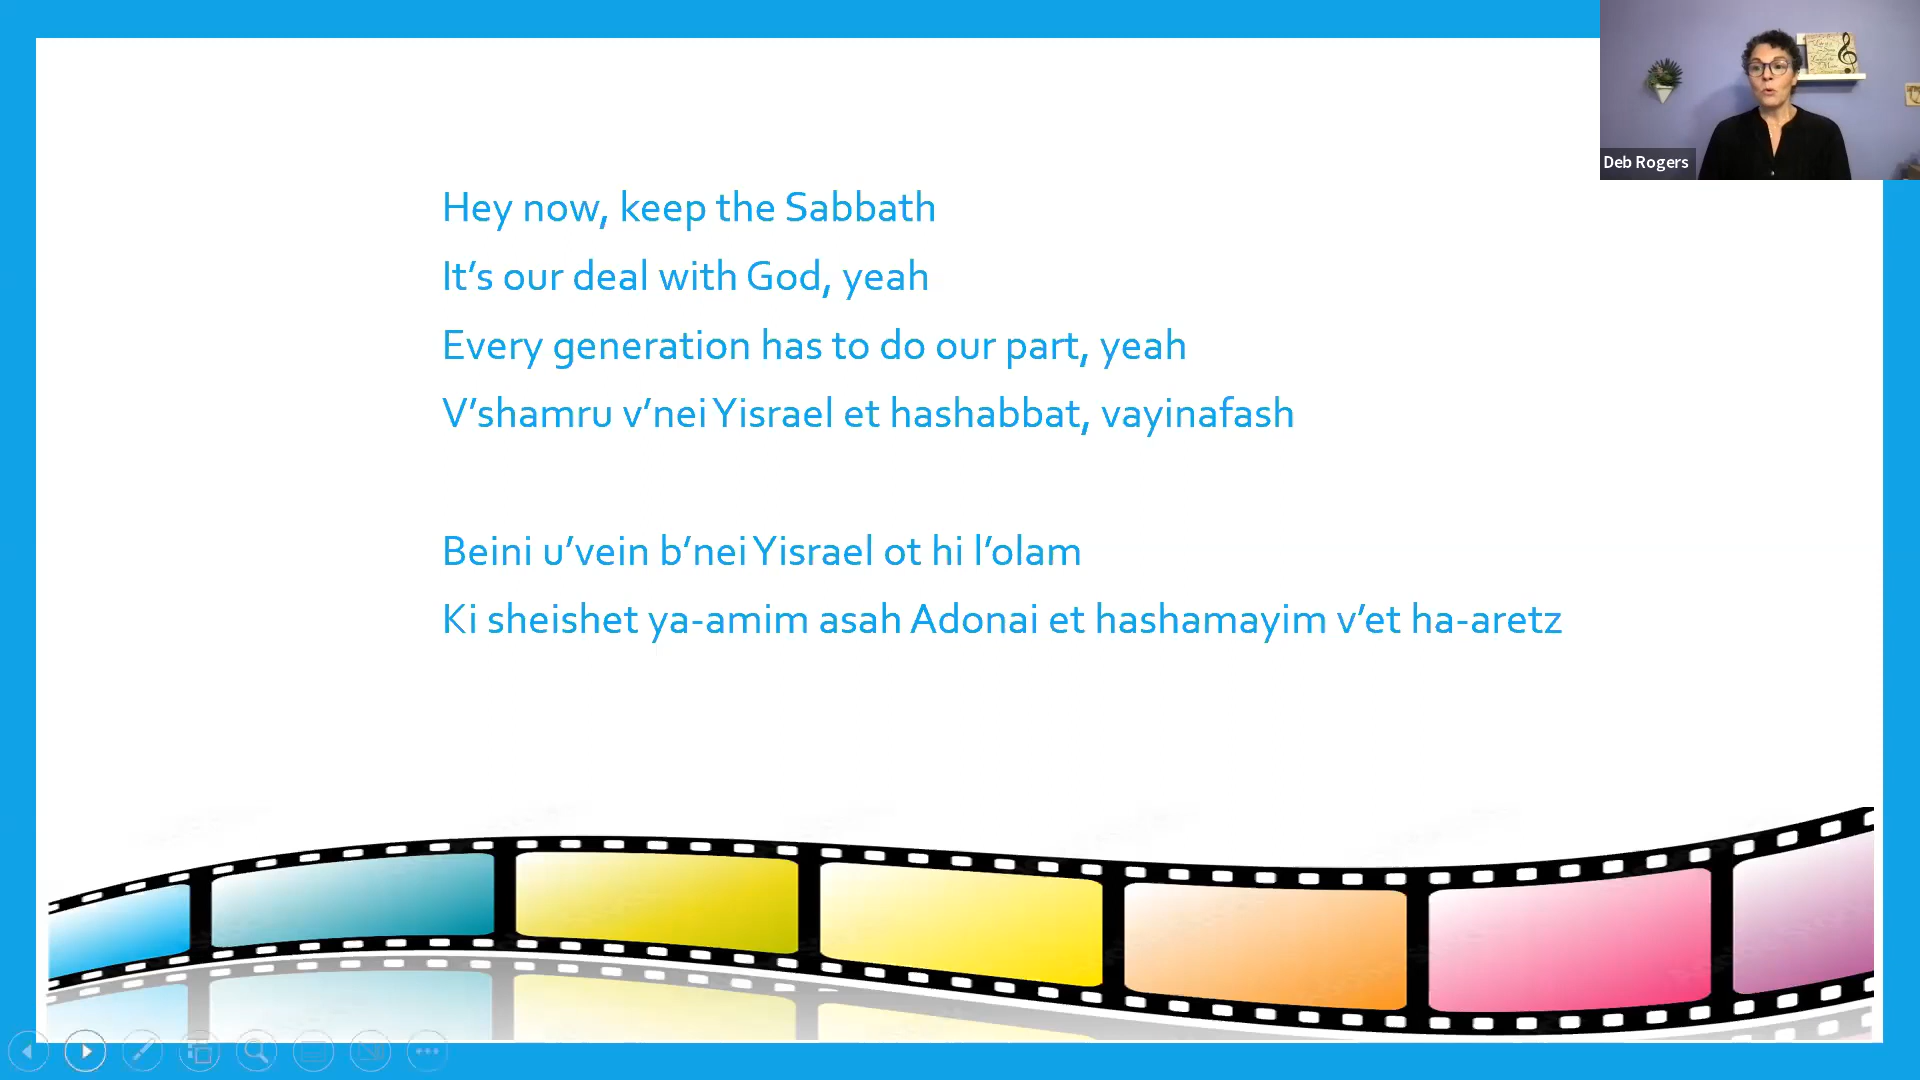 Hey now, keep the Sabbath
It's our deal with God, yeah
Every generation has to do our part, yeah
V'shamru v'nei Yisrael et hashabbat, vayinafash
Beini u'vein b'nei Yisrael ot hi l'olam
Ki sheishet ya-amim asah Adonai et hashamayim v'et ha-aretz
Deb Rogers